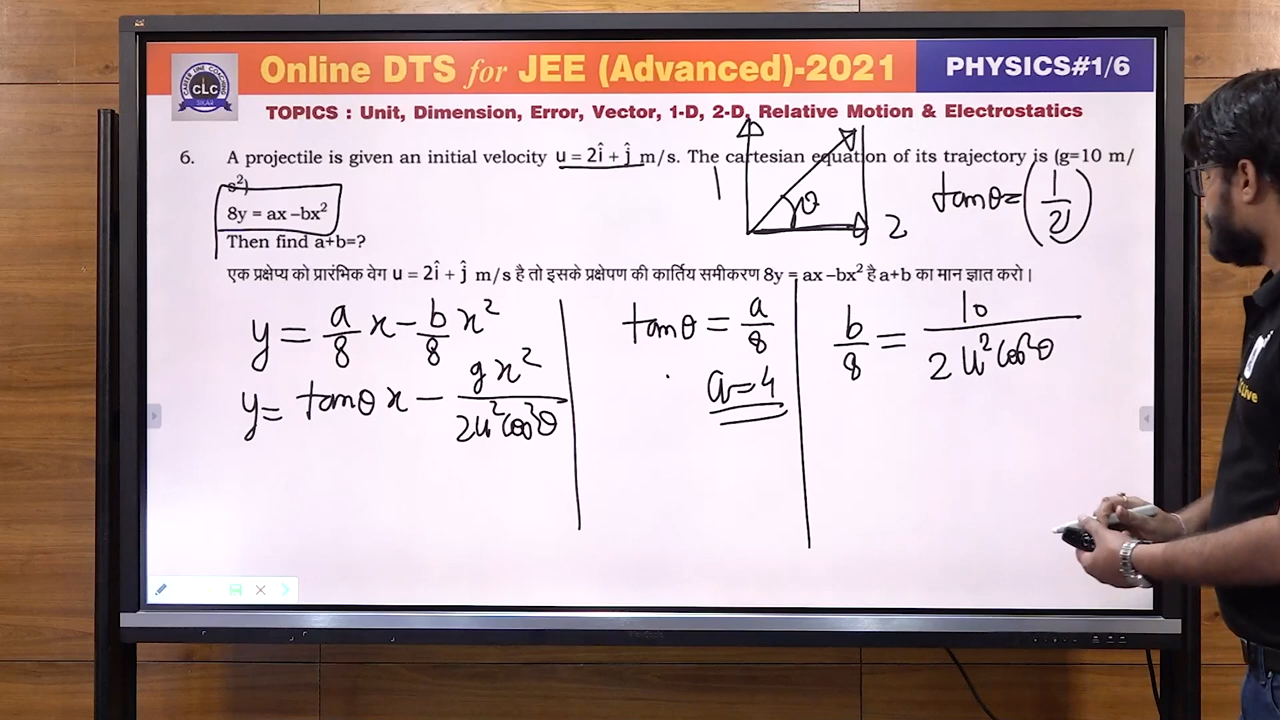 Online DTS for JEE (Advanced)-2021
PHYSICS#1/6
CLC
SIKAR
TOPICS : Unit, Dimension, Error, Vector, 1-D, 2-D, Relative Motion & Electrostatics
6. A projectile is given an initial velocity u = 2î + ĵ m/s. The cartesian equation of its trajectory is (g=10 m/
s²)
8y = ax –bx²
Then find a+b=?
1
θ
2
tanθ = (1/2)
एक प्रक्षेप्य को प्रारंभिक वेग u = 2î + ĵ m/s है तो इसके प्रक्षेपण की कार्तिय समीकरण 8y = ax –bx² है a+b का मान ज्ञात करो।
y = a/8 x – b/8 x²
y = tanθ x – gx²/2u²cos²θ
tanθ = a/8
a = 4
b/8 = 10/2u²cos²θ